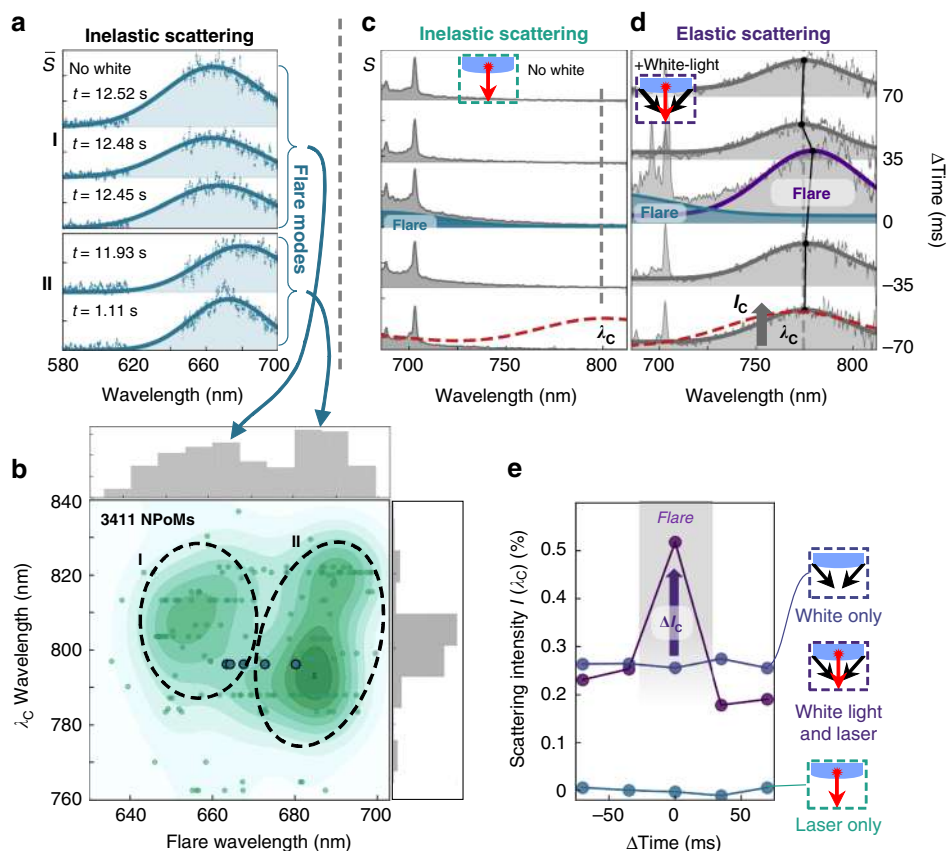 a
Inelastic scattering
S̅
No white
t = 12.52 s
I
t = 12.48 s
t = 12.45 s
II
t = 11.93 s
t = 1.11 s
Flare modes
580 620 660 700
Wavelength (nm)
c
Inelastic scattering
S
No white
Flare
λC
700 750 800
Wavelength (nm)
d
Elastic scattering
+White-light
Flare
Flare
IC
λC
70
35
0
−35
−70
ΔTime (ms)
700 750 800
Wavelength (nm)
b
3411 NPoMs
I
II
840
820
800
780
760
λC Wavelength (nm)
640 660 680 700
Flare wavelength (nm)
e
Flare
ΔIC
0.5
0.4
0.3
0.2
0.1
0
Scattering intensity I (λC) (%)
−50 0 50
ΔTime (ms)
White only
White light
and laser
Laser only